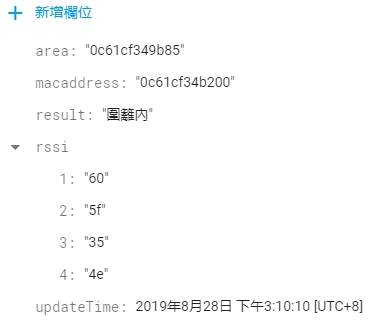 新增欄位
area: "0c61cf349b85"
macaddress: "0c61cf34b200"
result: "圍籬內"
rssi
1: "60"
2: "5f"
3: "35"
4: "4e"
updateTime: 2019年8月28日 下午3:10:10 [UTC+8]